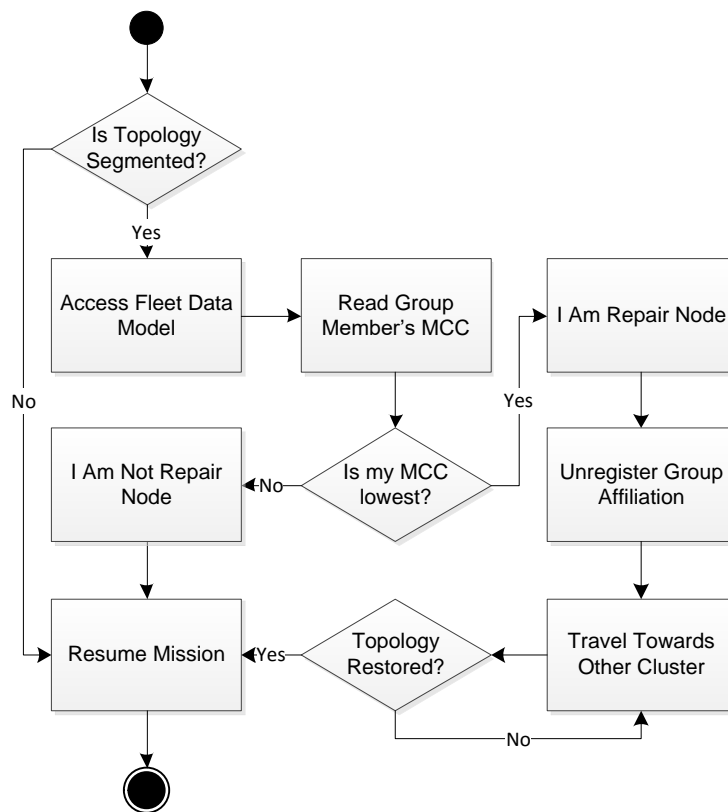 Is Topology
Segmented?
Yes
Access Fleet Data
Model
Read Group
Member's MCC
I Am Repair Node
No
Yes
I Am Not Repair
Node
No
Is my MCC
lowest?
Unregister Group
Affiliation
Resume Mission
Yes
Topology
Restored?
Travel Towards
Other Cluster
No